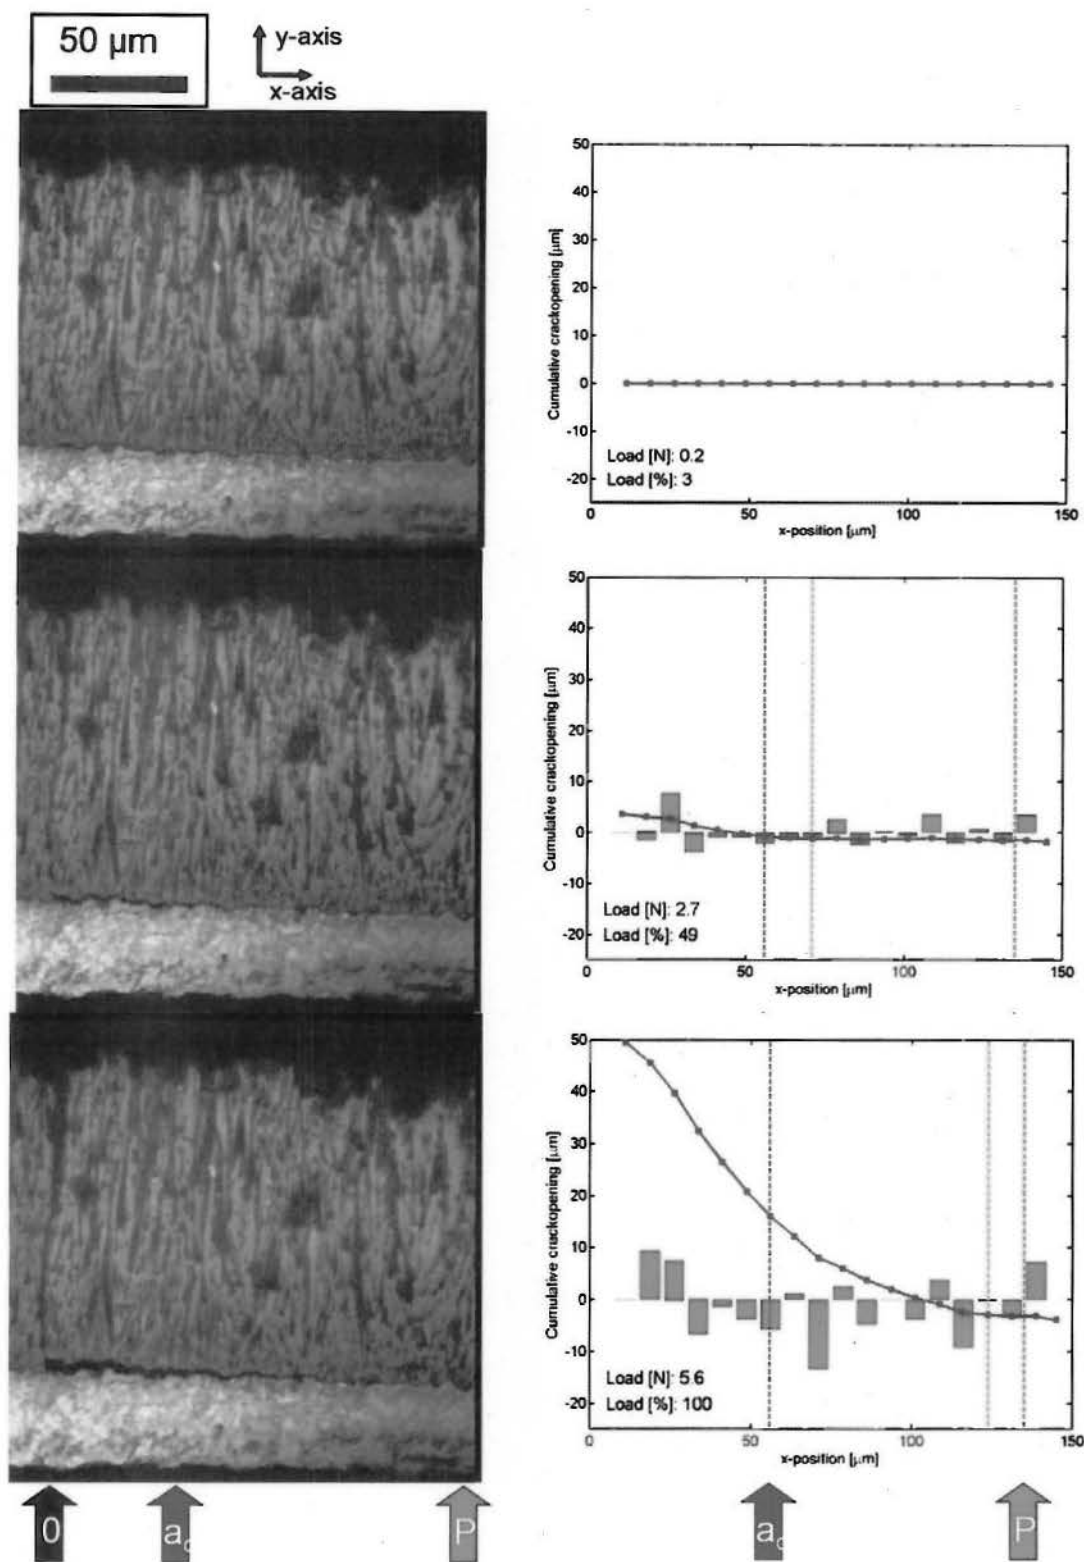 50 µm
y-axis
x-axis
50
40
30
20
10
0
-10
-20
Cumulative crackopening [µm]
Load [N]: 0.2
Load [%]: 3
0 50 100 150
x-position [µm]
50
40
30
20
10
0
-10
-20
Cumulative crackopening [µm]
Load [N]: 2.7
Load [%]: 49
0 50 100 150
x-position [µm]
50
40
30
20
10
0
-10
-20
Cumulative crackopening [µm]
Load [N]: 5.6
Load [%]: 100
0 50 100 150
x-position [µm]
0 a P a P